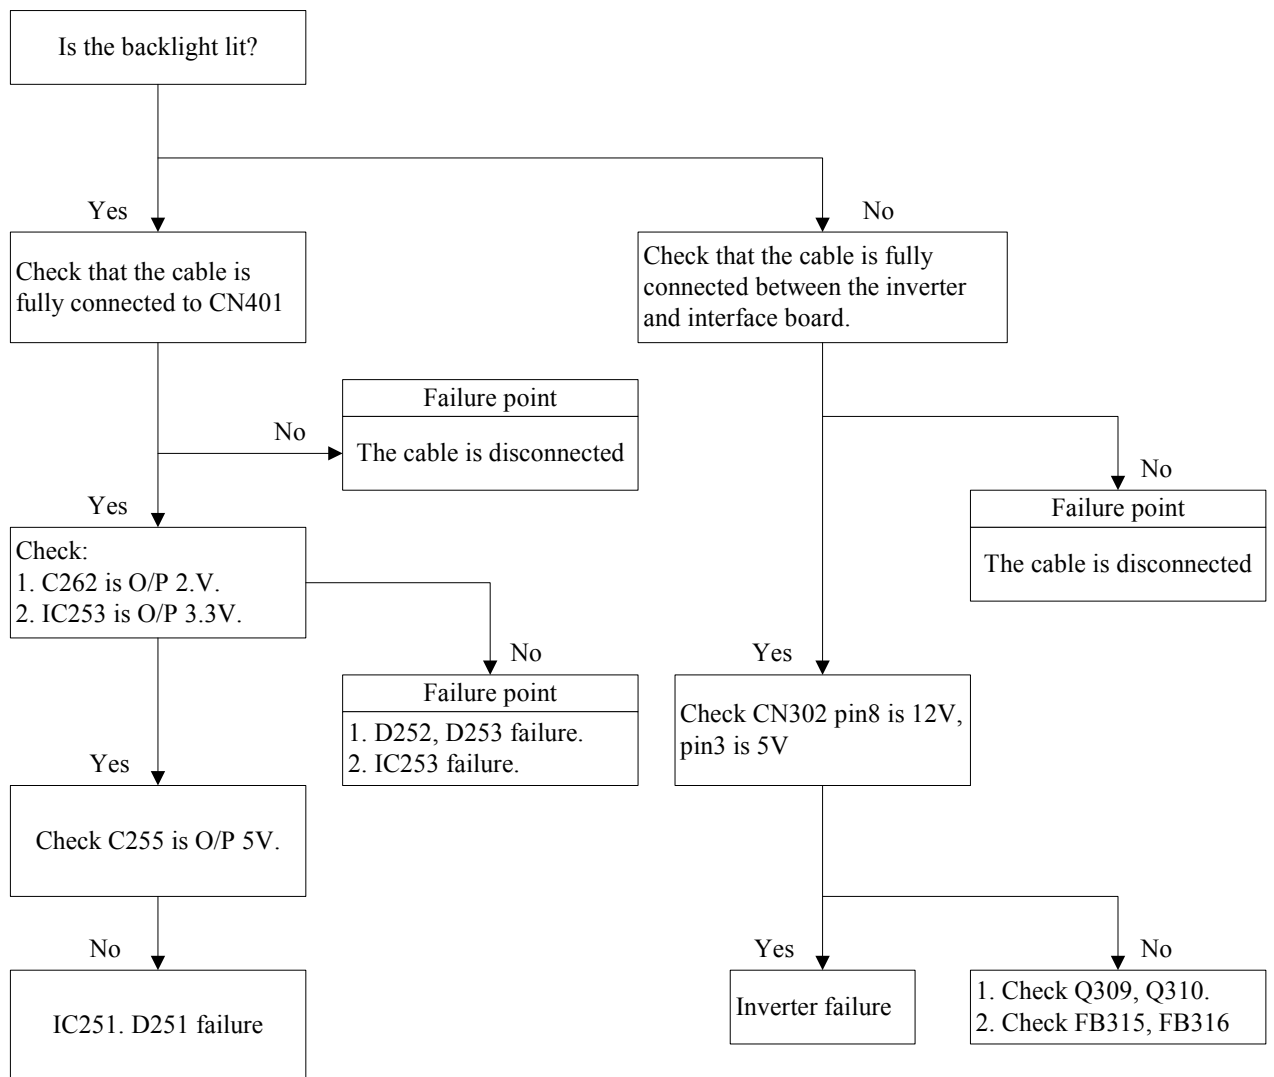 Is the backlight lit?
Yes
No
Check that the cable is
fully connected to CN401
Check that the cable is fully
connected between the inverter
and interface board.
Failure point
No
The cable is disconnected
No
Failure point
The cable is disconnected
Yes
Check:
1. C262 is O/P 2.V.
2. IC253 is O/P 3.3V.
No
Failure point
1. D252, D253 failure.
2. IC253 failure.
Yes
Check CN302 pin8 is 12V,
pin3 is 5V
Yes
Check C255 is O/P 5V.
No
IC251. D251 failure
Yes
Inverter failure
No
1. Check Q309, Q310.
2. Check FB315, FB316